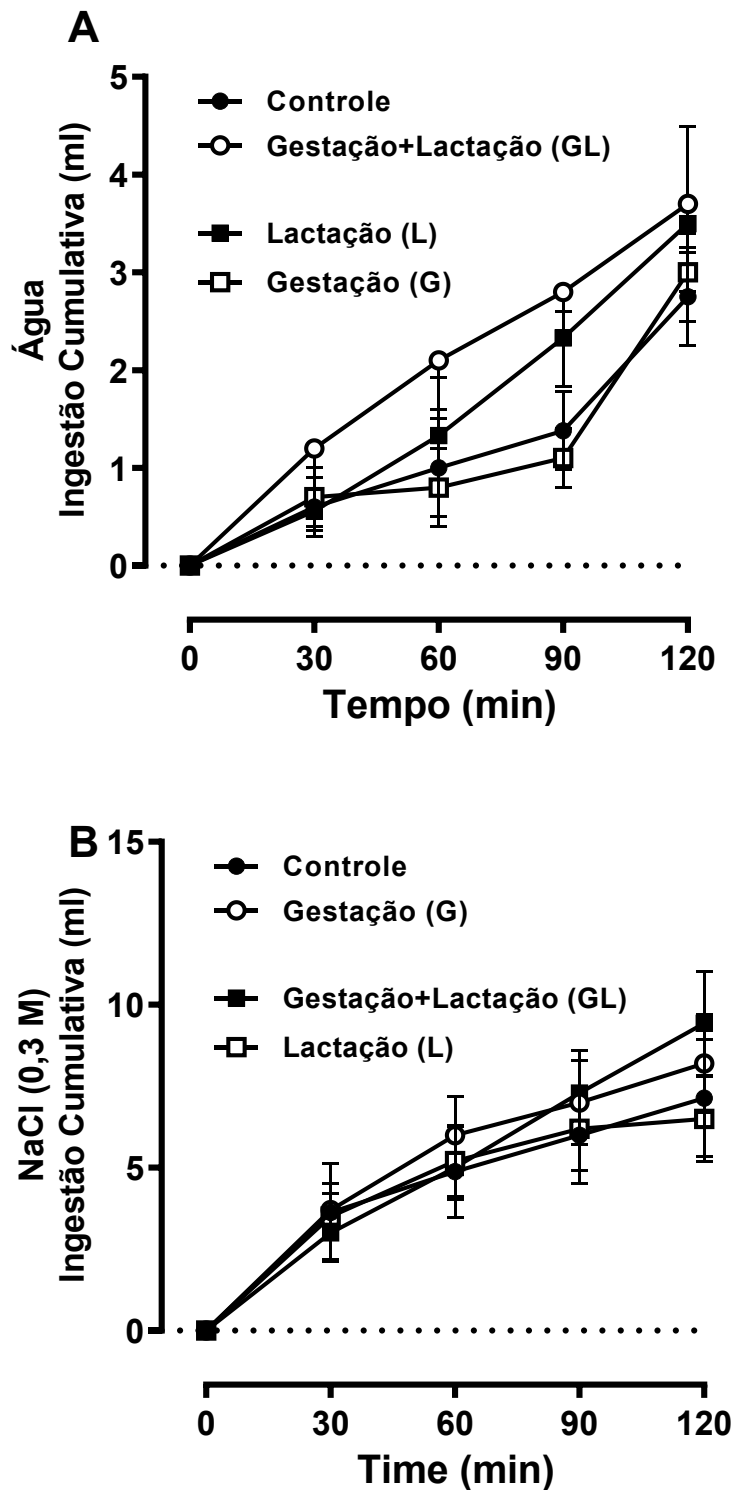 A
Água
Ingestão Cumulativa (ml)
5
4
3
2
1
0
Controle
Gestação+Lactação (GL)
Lactação (L)
Gestação (G)
0 30 60 90 120
Tempo (min)
B
NaCl (0,3 M)
Ingestão Cumulativa (ml)
15
10
5
0
Controle
Gestação (G)
Gestação+Lactação (GL)
Lactação (L)
0 30 60 90 120
Time (min)